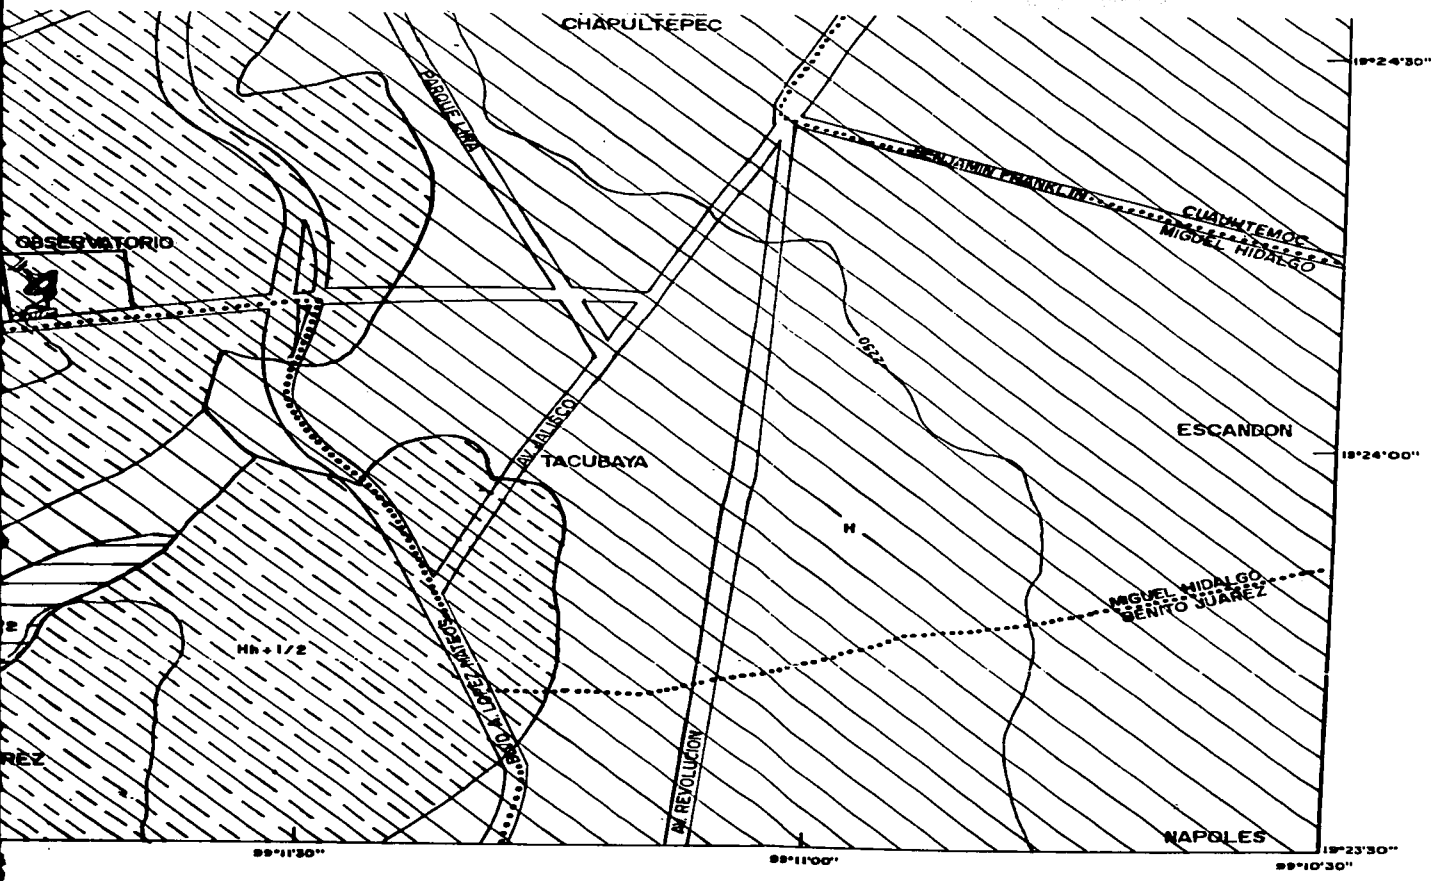 CHAPULTEPEC
19°24'30"
PARQUE LIRA
BENJAMIN FRANKLIN
CUAUHTEMOC
MIGUEL HIDALGO
OBSERVATORIO
2250
ESCANDON
19°24'00"
AV. JALISCO
TACUBAYA
H
MIGUEL HIDALGO
BENITO JUAREZ
Hh+1/2
BLVD. A. LOPEZ MATEOS
AV. REVOLUCION
REZ
NAPOLES
19°23'30"
99°11'30"
99°11'00"
99°10'30"